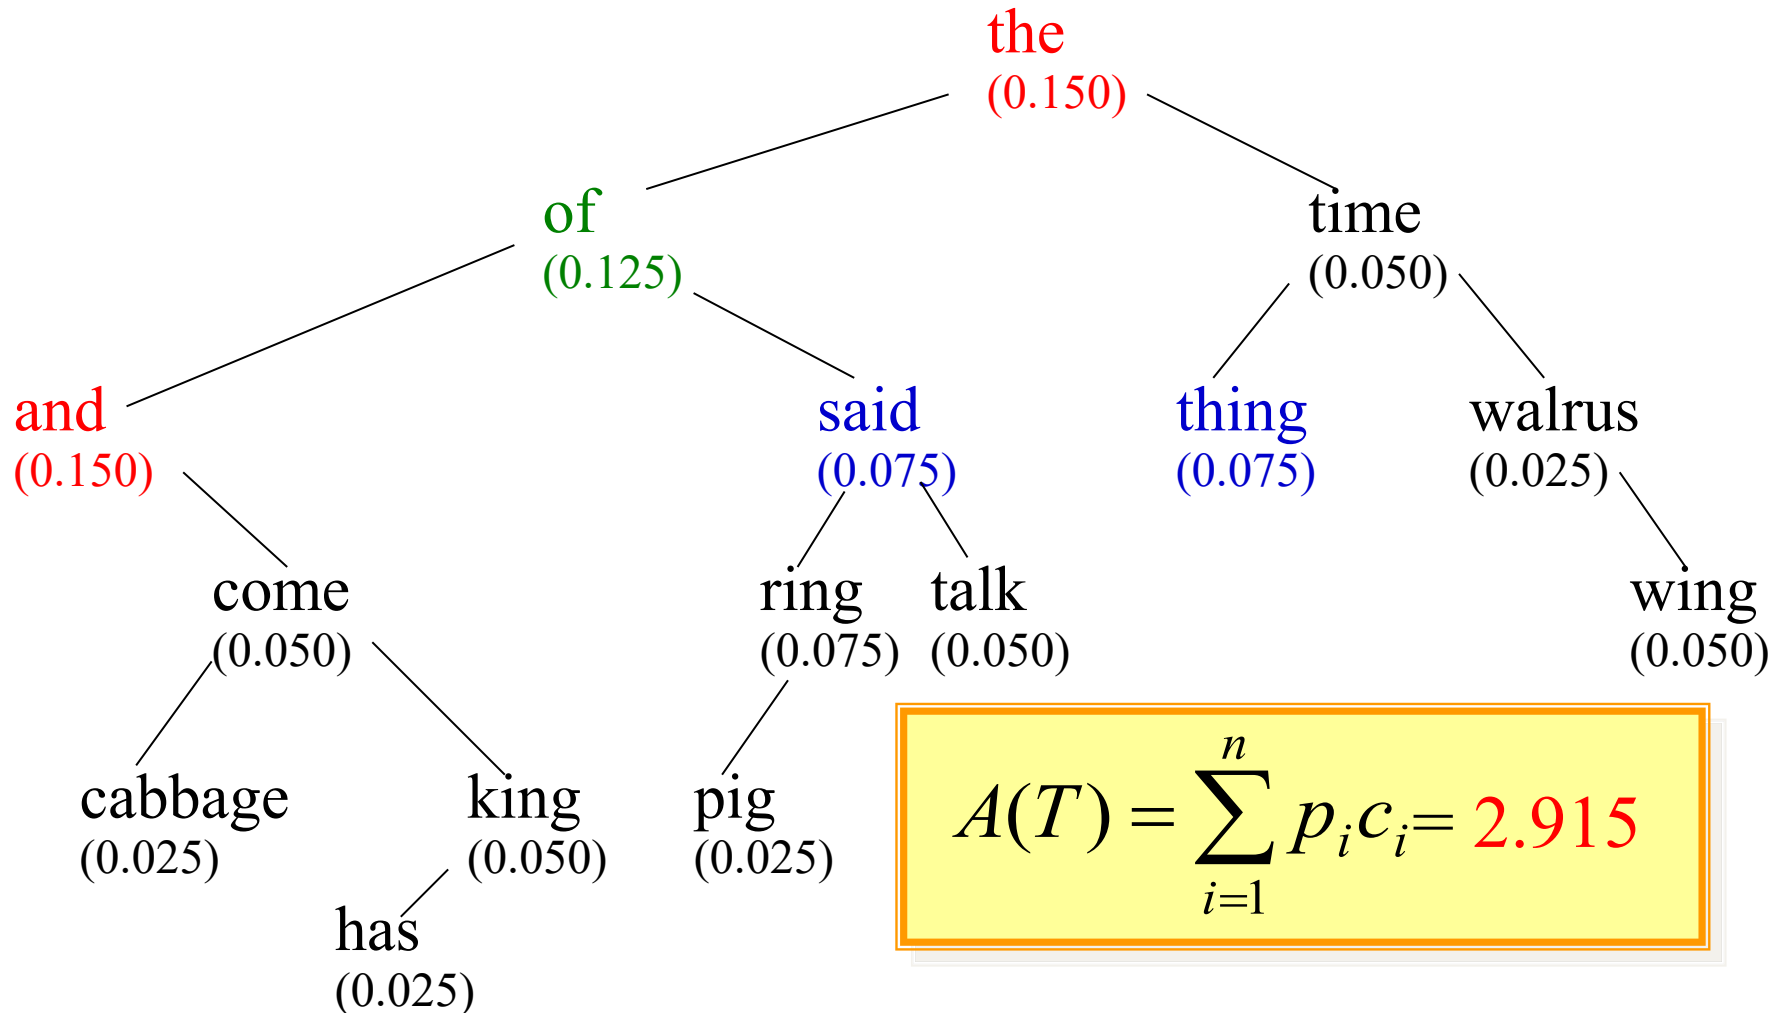 the
(0.150)
of
(0.125)
time
(0.050)
and
(0.150)
said
(0.075)
thing
(0.075)
walrus
(0.025)
come
(0.050)
ring
(0.075)
talk
(0.050)
wing
(0.050)
cabbage
(0.025)
king
(0.050)
pig
(0.025)
has
(0.025)
n
A(T) = ∑ pᵢcᵢ= 2.915
i=1